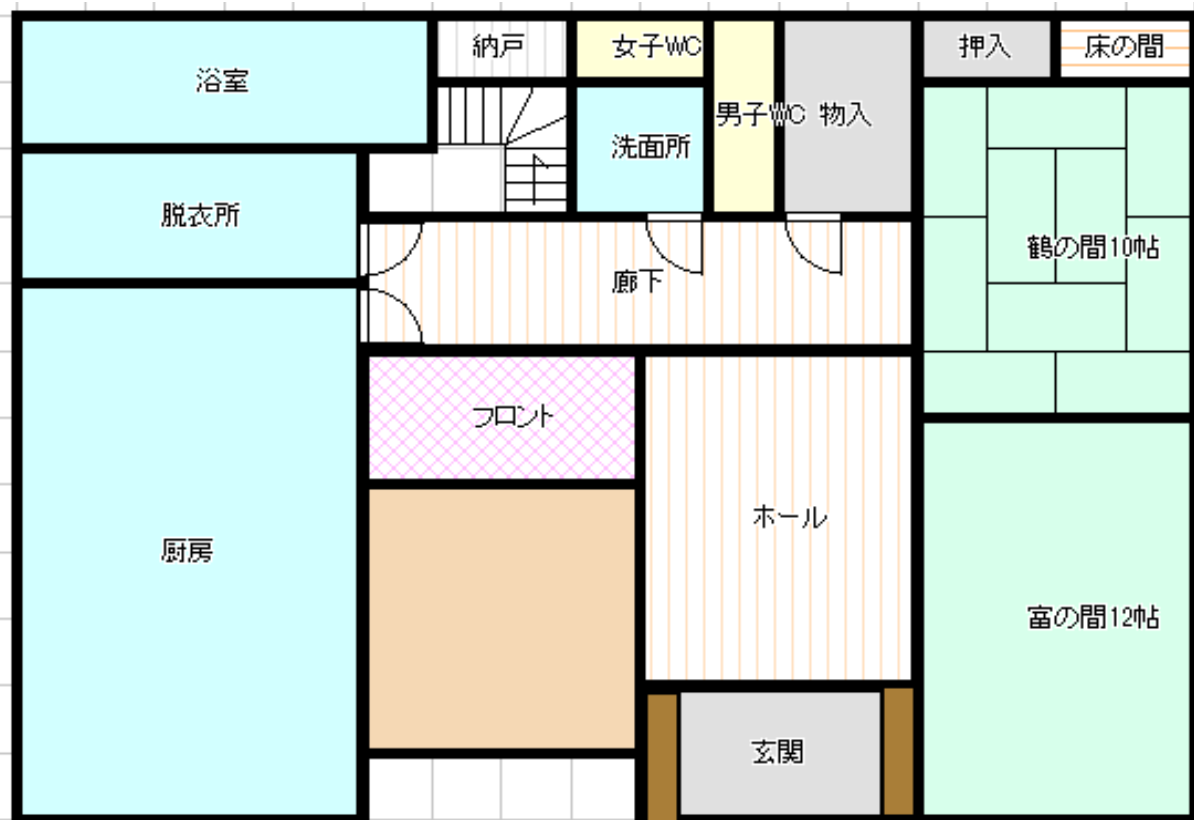 納戸
女子WC
押入
床の間
浴室
男子WC
物入
洗面所
脱衣所
鶴の間10帖
廊下
フロント
ホール
厨房
富の間12帖
玄関